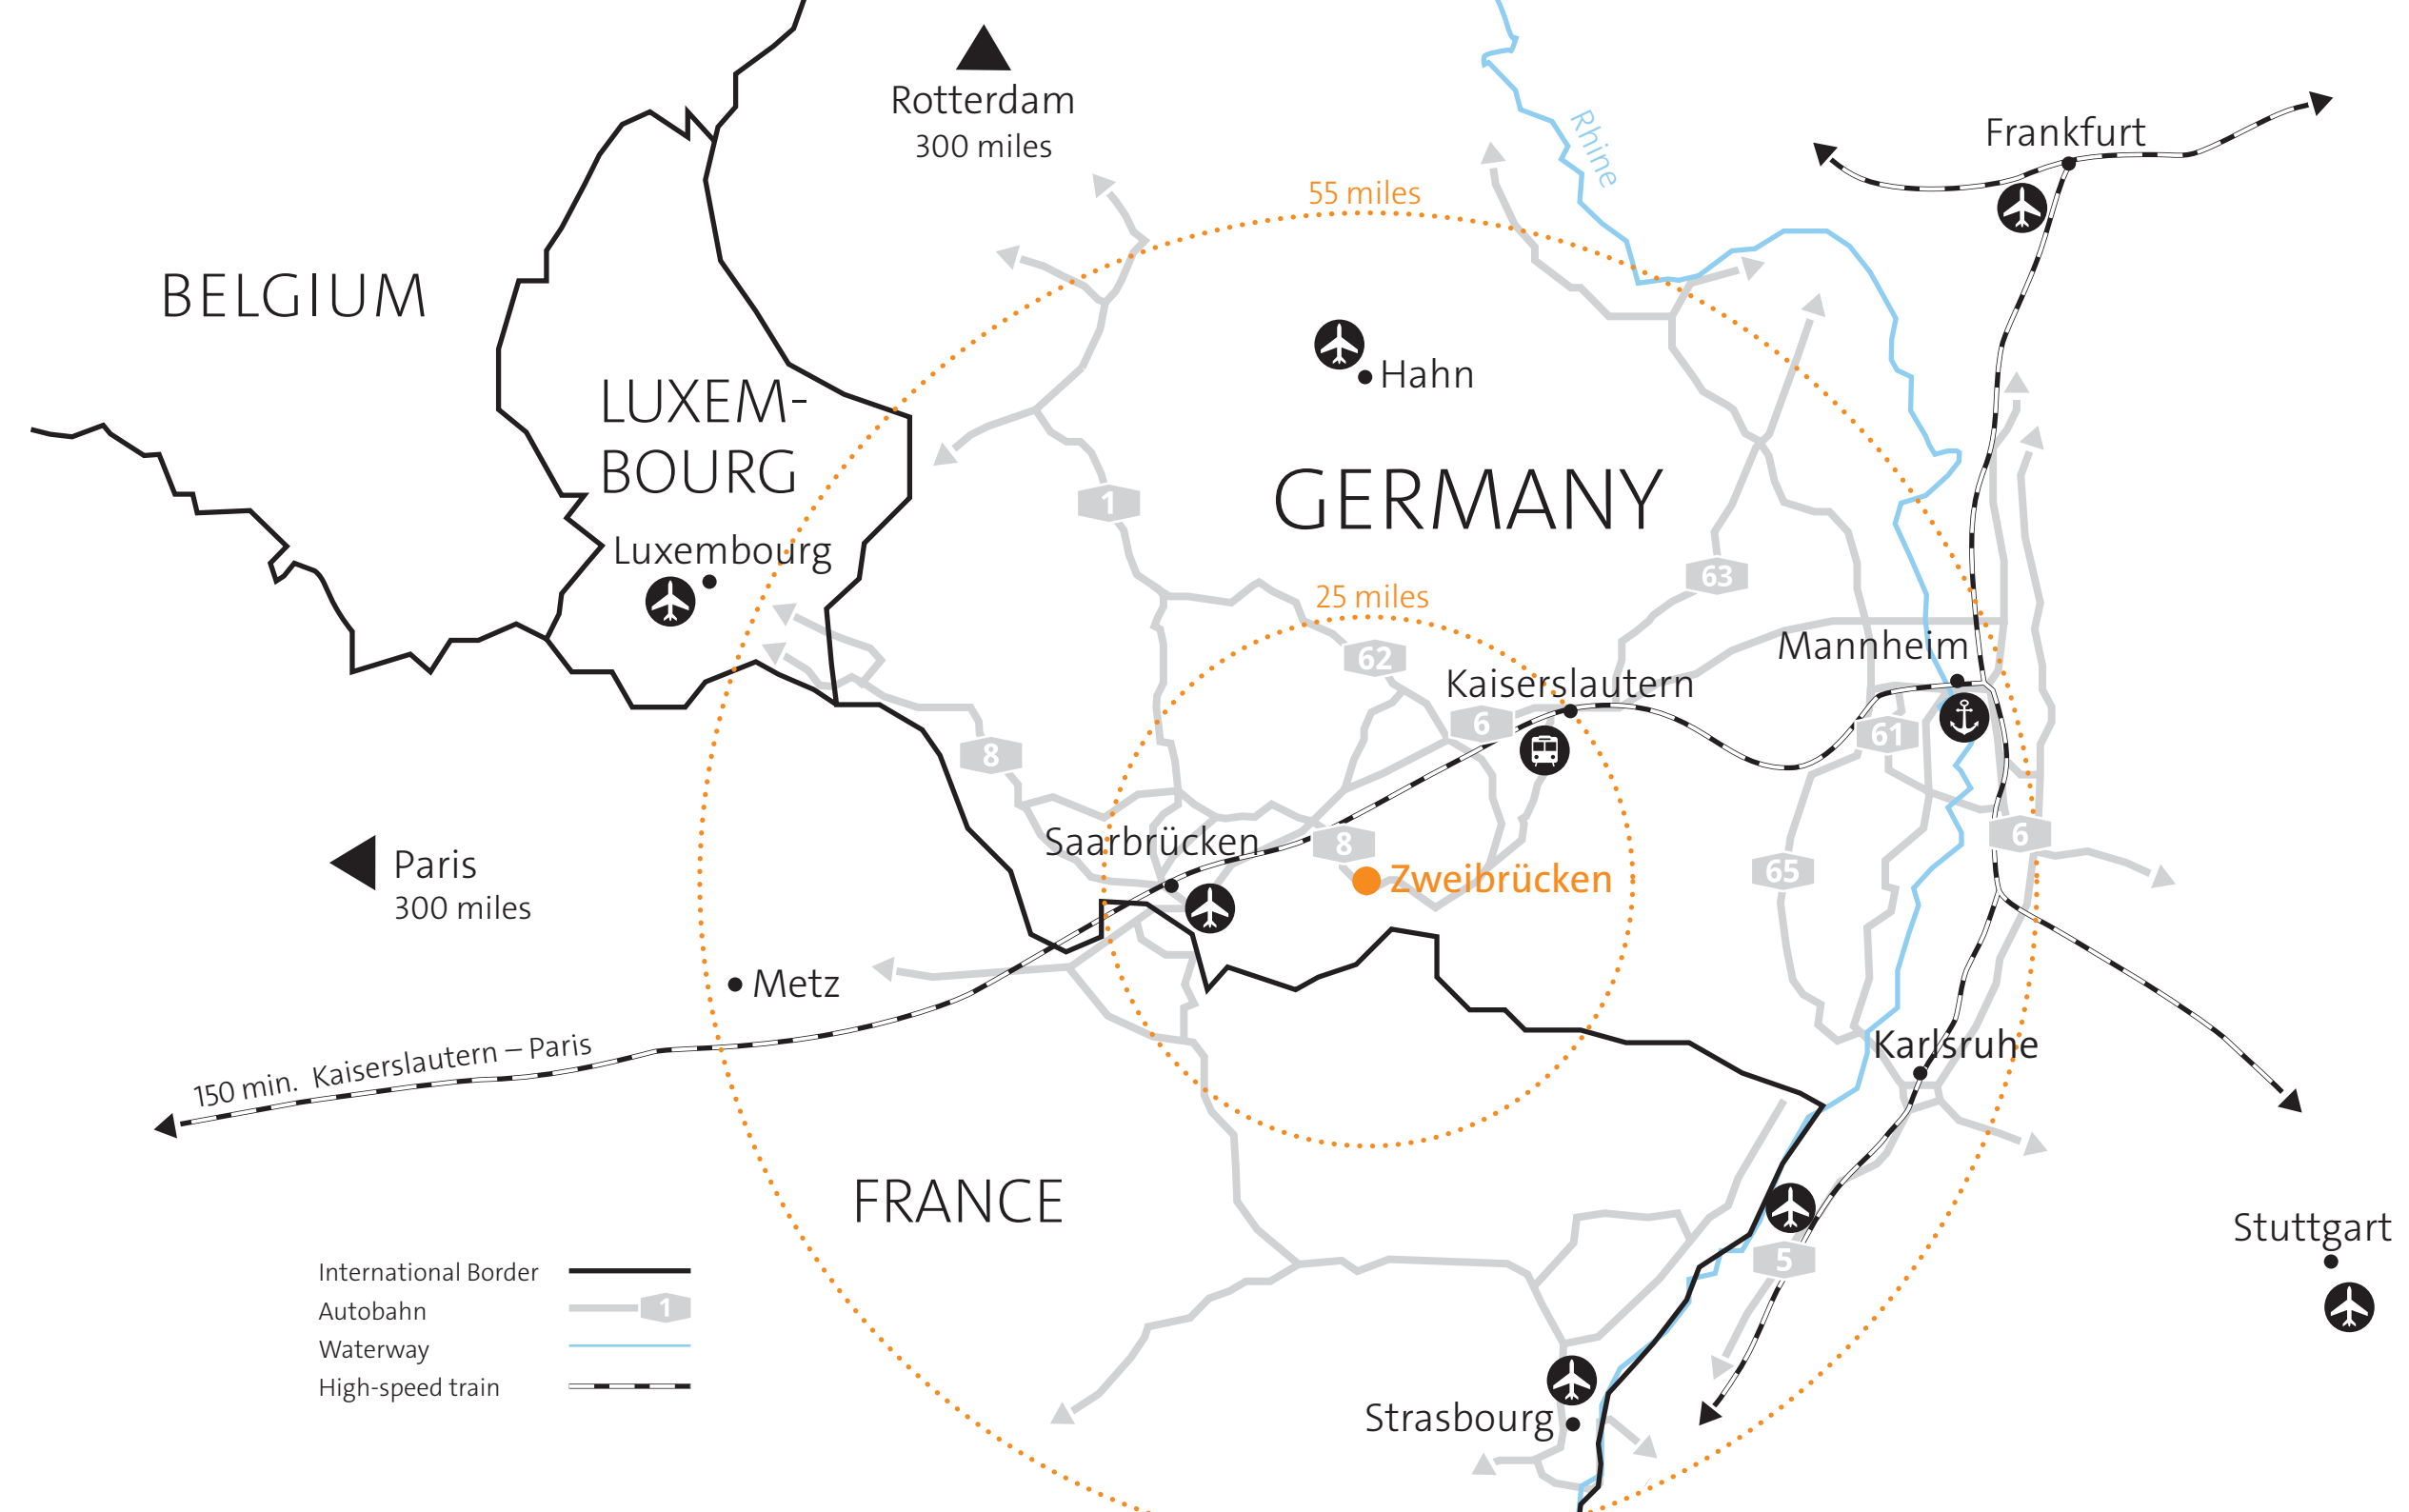 Rotterdam
300 miles
Rhine
Frankfurt
55 miles
BELGIUM
Hahn
LUXEM-
BOURG
GERMANY
1
Luxembourg
63
25 miles
62
Mannheim
Kaiserslautern
6
61
8
Saarbrücken
8
6
Paris
300 miles
65
Zweibrücken
Metz
150 min. Kaiserslautern – Paris
Karlsruhe
FRANCE
5
Stuttgart
Strasbourg
International Border
Autobahn 1
Waterway
High-speed train